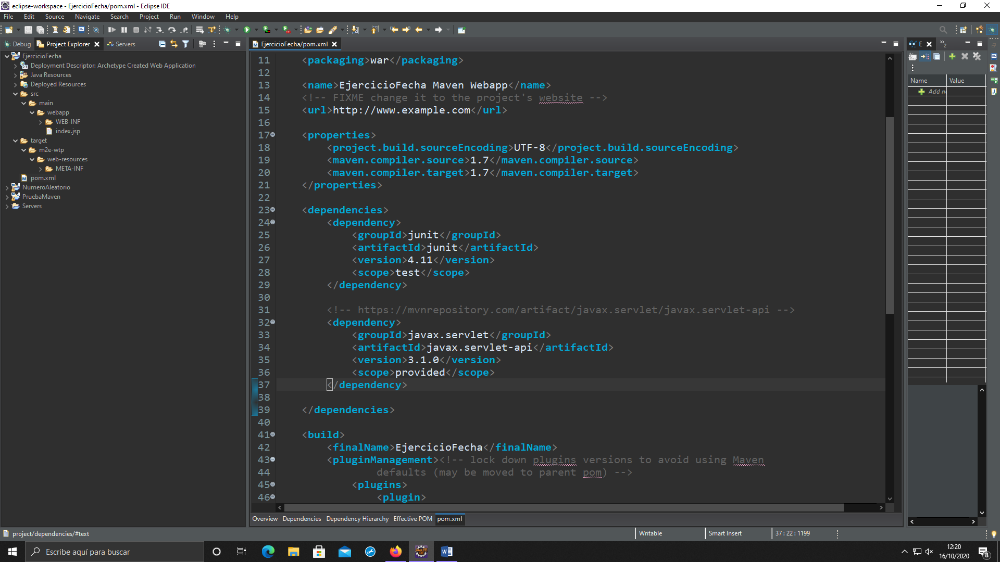 eclipse-workspace - EjercicioFecha/pom.xml - Eclipse IDE
File Edit Source Navigate Search Project Run Window Help
Debug Project Explorer Servers
EjercicioFecha/pom.xml
E
2
EjercicioFecha
Deployment Descriptor: Archetype Created Web Application
Java Resources
Deployed Resources
src
main
webapp
WEB-INF
index.jsp
target
m2e-wtp
web-resources
META-INF
pom.xml
NumeroAleatorio
PruebaMaven
Servers
11 <packaging>war</packaging>
12
13 <name>EjercicioFecha Maven Webapp</name>
14 <!-- FIXME change it to the project's website -->
15 <url>http://www.example.com</url>
16
17 <properties>
18 <project.build.sourceEncoding>UTF-8</project.build.sourceEncoding>
19 <maven.compiler.source>1.7</maven.compiler.source>
20 <maven.compiler.target>1.7</maven.compiler.target>
21 </properties>
22
23 <dependencies>
24 <dependency>
25 <groupId>junit</groupId>
26 <artifactId>junit</artifactId>
27 <version>4.11</version>
28 <scope>test</scope>
29 </dependency>
30
31 <!-- https://mvnrepository.com/artifact/javax.servlet/javax.servlet-api -->
32 <dependency>
33 <groupId>javax.servlet</groupId>
34 <artifactId>javax.servlet-api</artifactId>
35 <version>3.1.0</version>
36 <scope>provided</scope>
37 </dependency>
38
39 </dependencies>
40
41 <build>
42 <finalName>EjercicioFecha</finalName>
43 <pluginManagement><!-- lock down plugins versions to avoid using Maven
44 defaults (may be moved to parent pom) -->
45 <plugins>
46 <plugin>
Name Value
Add n
Overview Dependencies Dependency Hierarchy Effective POM pom.xml
project/dependencies/#text
Writable Smart Insert 37 : 22 : 1199
Escribe aquí para buscar
12:20
16/10/2020
8